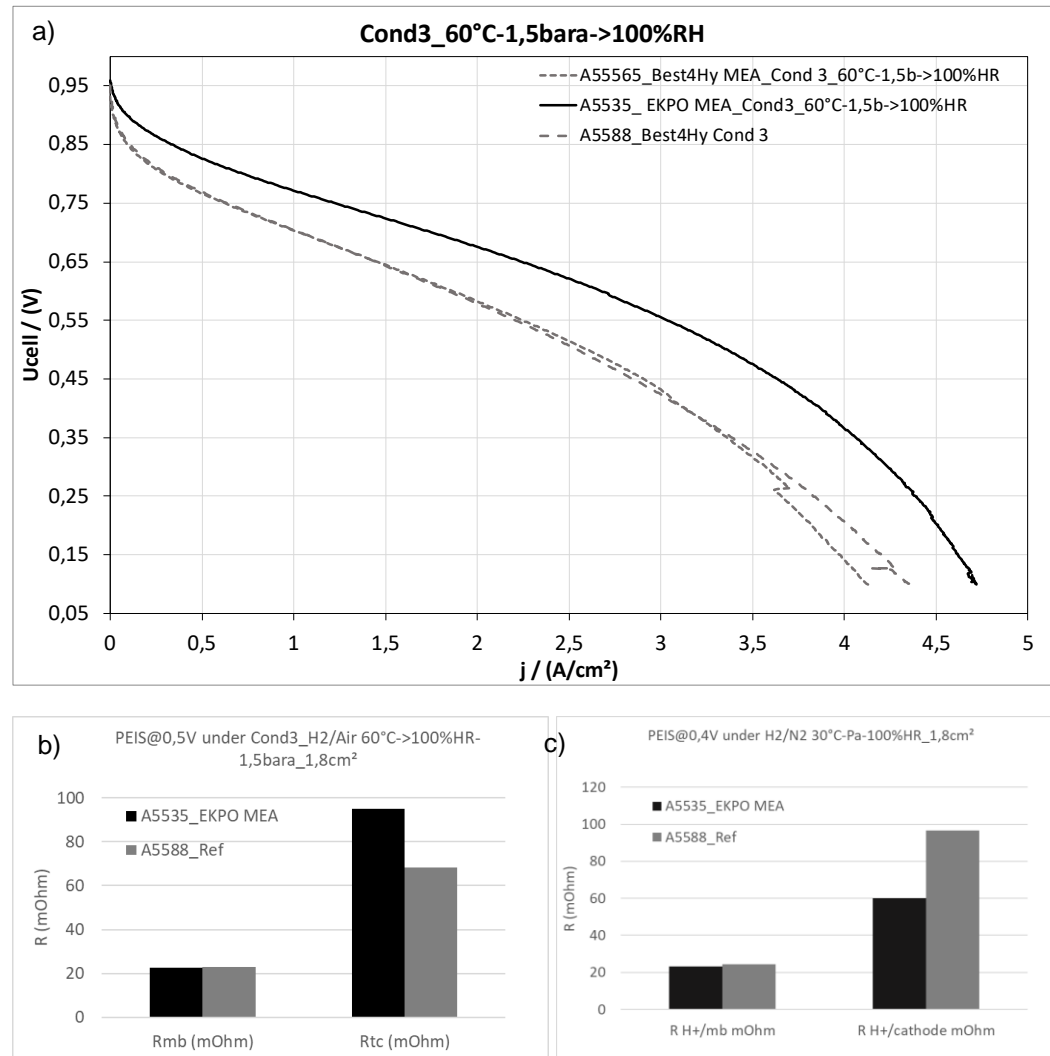 a)
Cond3_60°C-1,5bara->100%RH
A55565_Best4Hy MEA_Cond 3_60°C-1,5b->100%HR
A5535_ EKPO MEA_Cond3_60°C-1,5b->100%HR
A5588_Best4Hy Cond 3
Ucell / (V)
0,95
0,85
0,75
0,65
0,55
0,45
0,35
0,25
0,15
0,05
0 0,5 1 1,5 2 2,5 3 3,5 4 4,5 5
j / (A/cm²)
b)
PEIS@0,5V under Cond3_H2/Air 60°C->100%HR-
1,5bara_1,8cm²
A5535_EKPO MEA
A5588_Ref
R (mOhm)
100
80
60
40
20
0
Rmb (mOhm) Rtc (mOhm)
c)
PEIS@0,4V under H2/N2 30°C-Pa-100%HR_1,8cm²
A5535_EKPO MEA
A5588_Ref
R (mOhm)
120
100
80
60
40
20
0
R H+/mb mOhm R H+/cathode mOhm